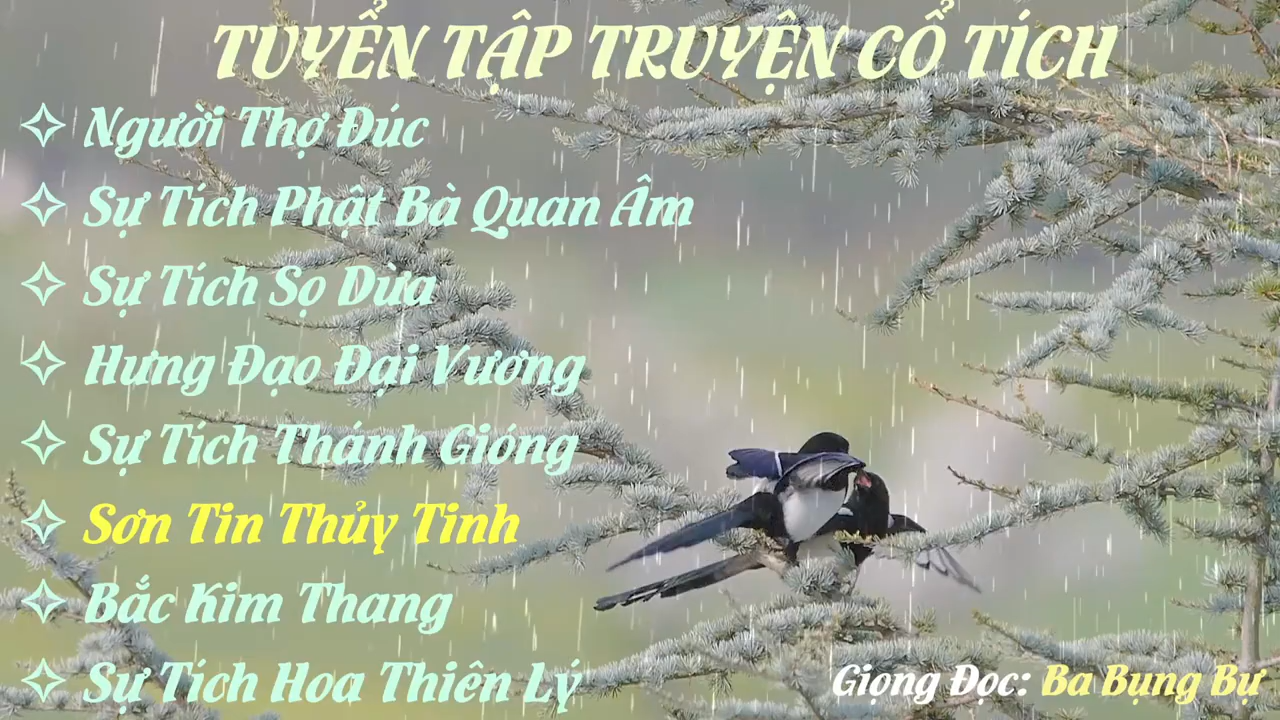 TUYỂN TẬP TRUYỆN CỔ TÍCH
Người Thợ Đúc
Sự Tích Phật Bà Quan Âm
Sự Tích Sọ Dừa
Hưng Đạo Đại Vương
Sự Tích Thánh Gióng
Sơn Tin Thủy Tinh
Bắc Kim Thang
Sự Tích Hoa Thiên Lý
Giọng Đọc: Ba Bụng Bự